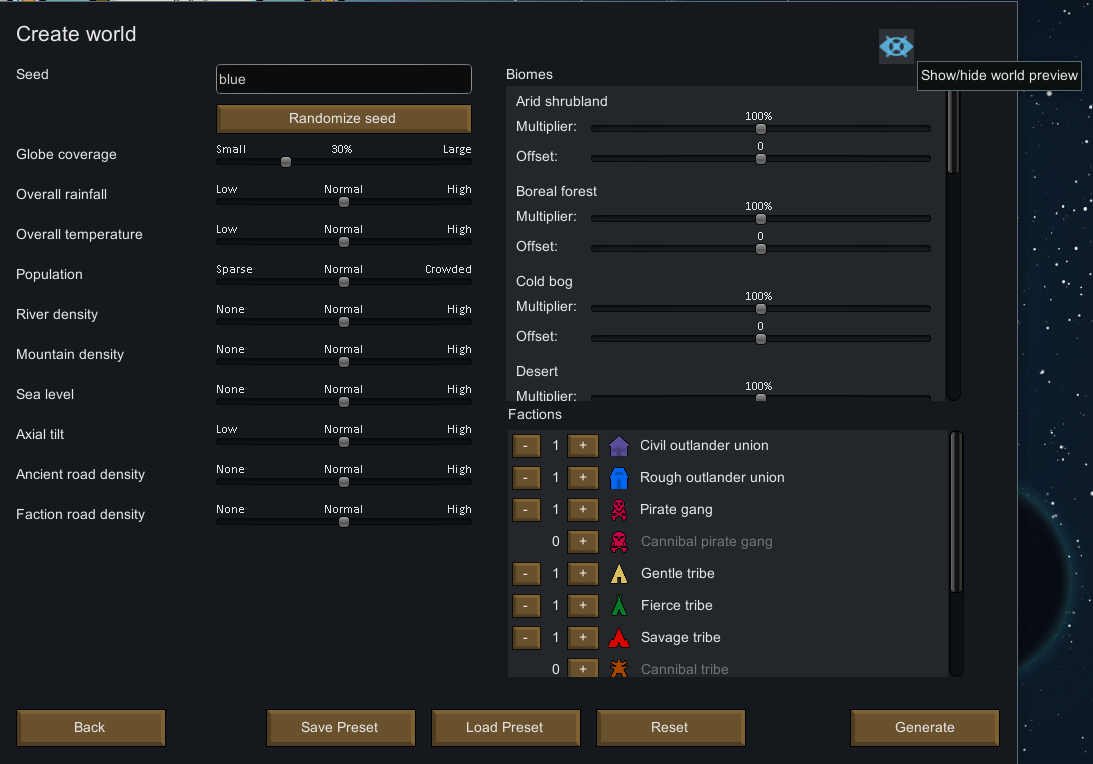 Create world
Show/hide world preview
Seed
blue
Randomize seed
Globe coverage
Small 30% Large
Overall rainfall
Low Normal High
Overall temperature
Low Normal High
Population
Sparse Normal Crowded
River density
None Normal High
Mountain density
None Normal High
Sea level
None Normal High
Axial tilt
Low Normal High
Ancient road density
None Normal High
Faction road density
None Normal High
Biomes
Arid shrubland
Multiplier: 100%
Offset: 0
Boreal forest
Multiplier: 100%
Offset: 0
Cold bog
Multiplier: 100%
Offset: 0
Desert
Multiplier: 100%
Factions
- 1 + Civil outlander union
- 1 + Rough outlander union
- 1 + Pirate gang
0 + Cannibal pirate gang
- 1 + Gentle tribe
- 1 + Fierce tribe
- 1 + Savage tribe
0 + Cannibal tribe
Back
Save Preset
Load Preset
Reset
Generate